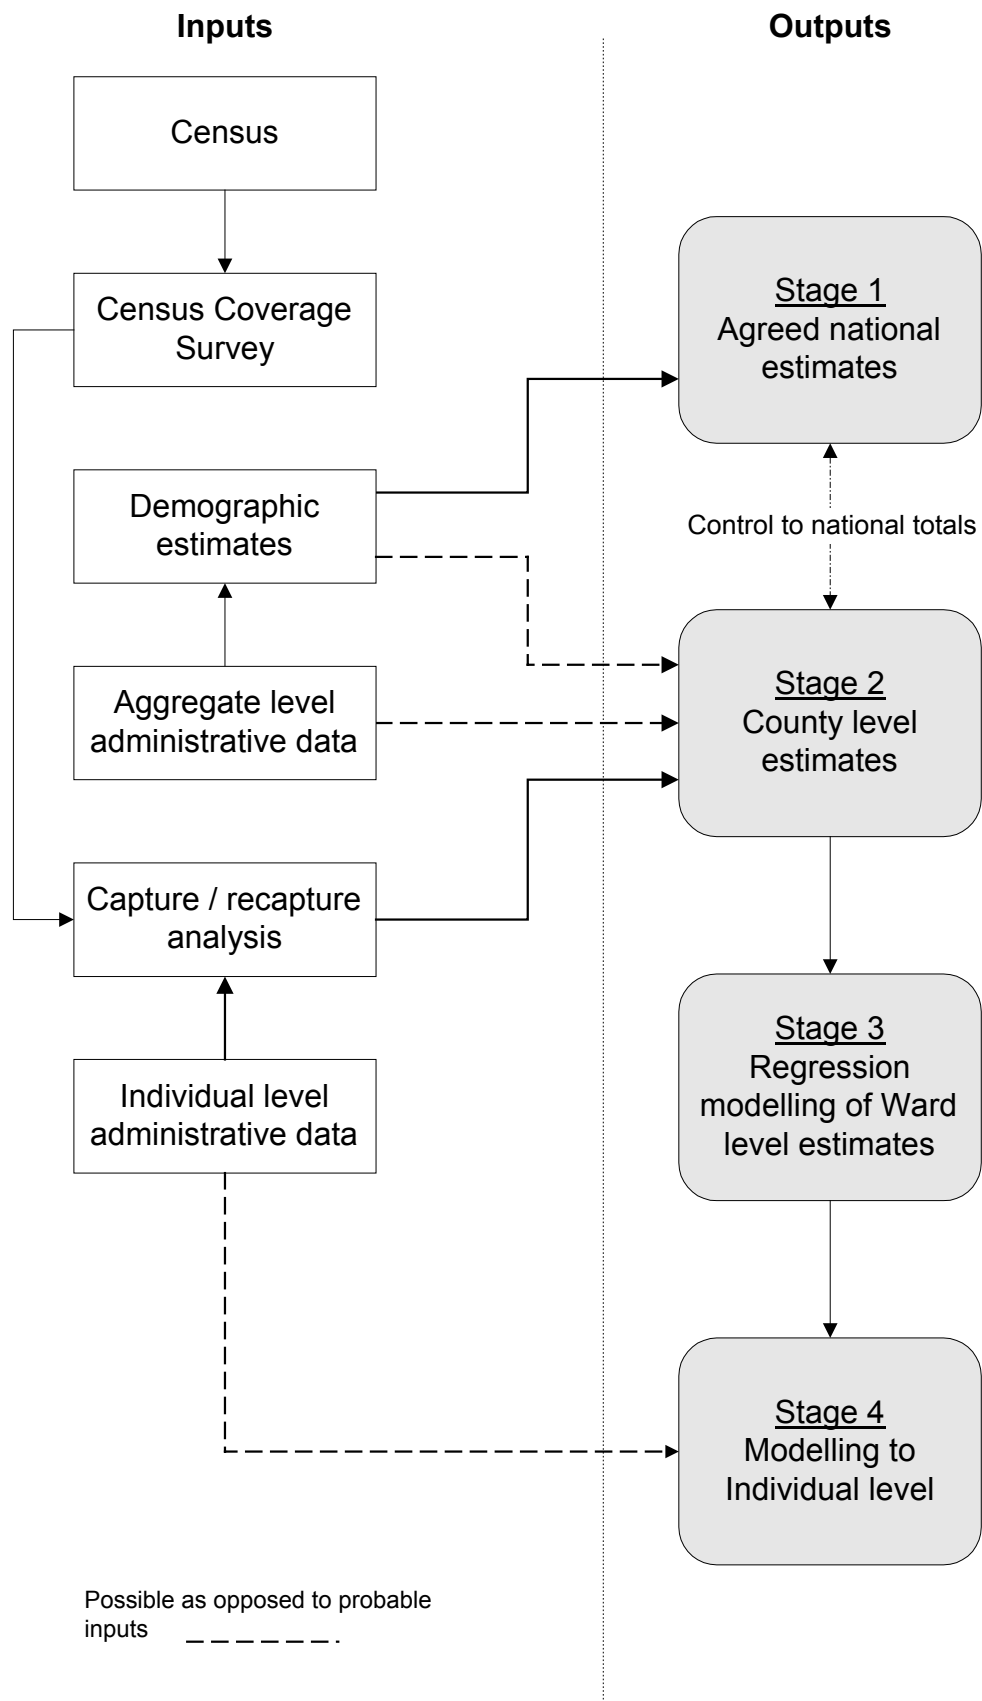 Inputs
Outputs
Census
Census Coverage
Survey
Stage 1
Agreed national
estimates
Demographic
estimates
Control to national totals
Aggregate level
administrative data
Stage 2
County level
estimates
Capture / recapture
analysis
Individual level
administrative data
Stage 3
Regression
modelling of Ward
level estimates
Stage 4
Modelling to
Individual level
Possible as opposed to probable
inputs